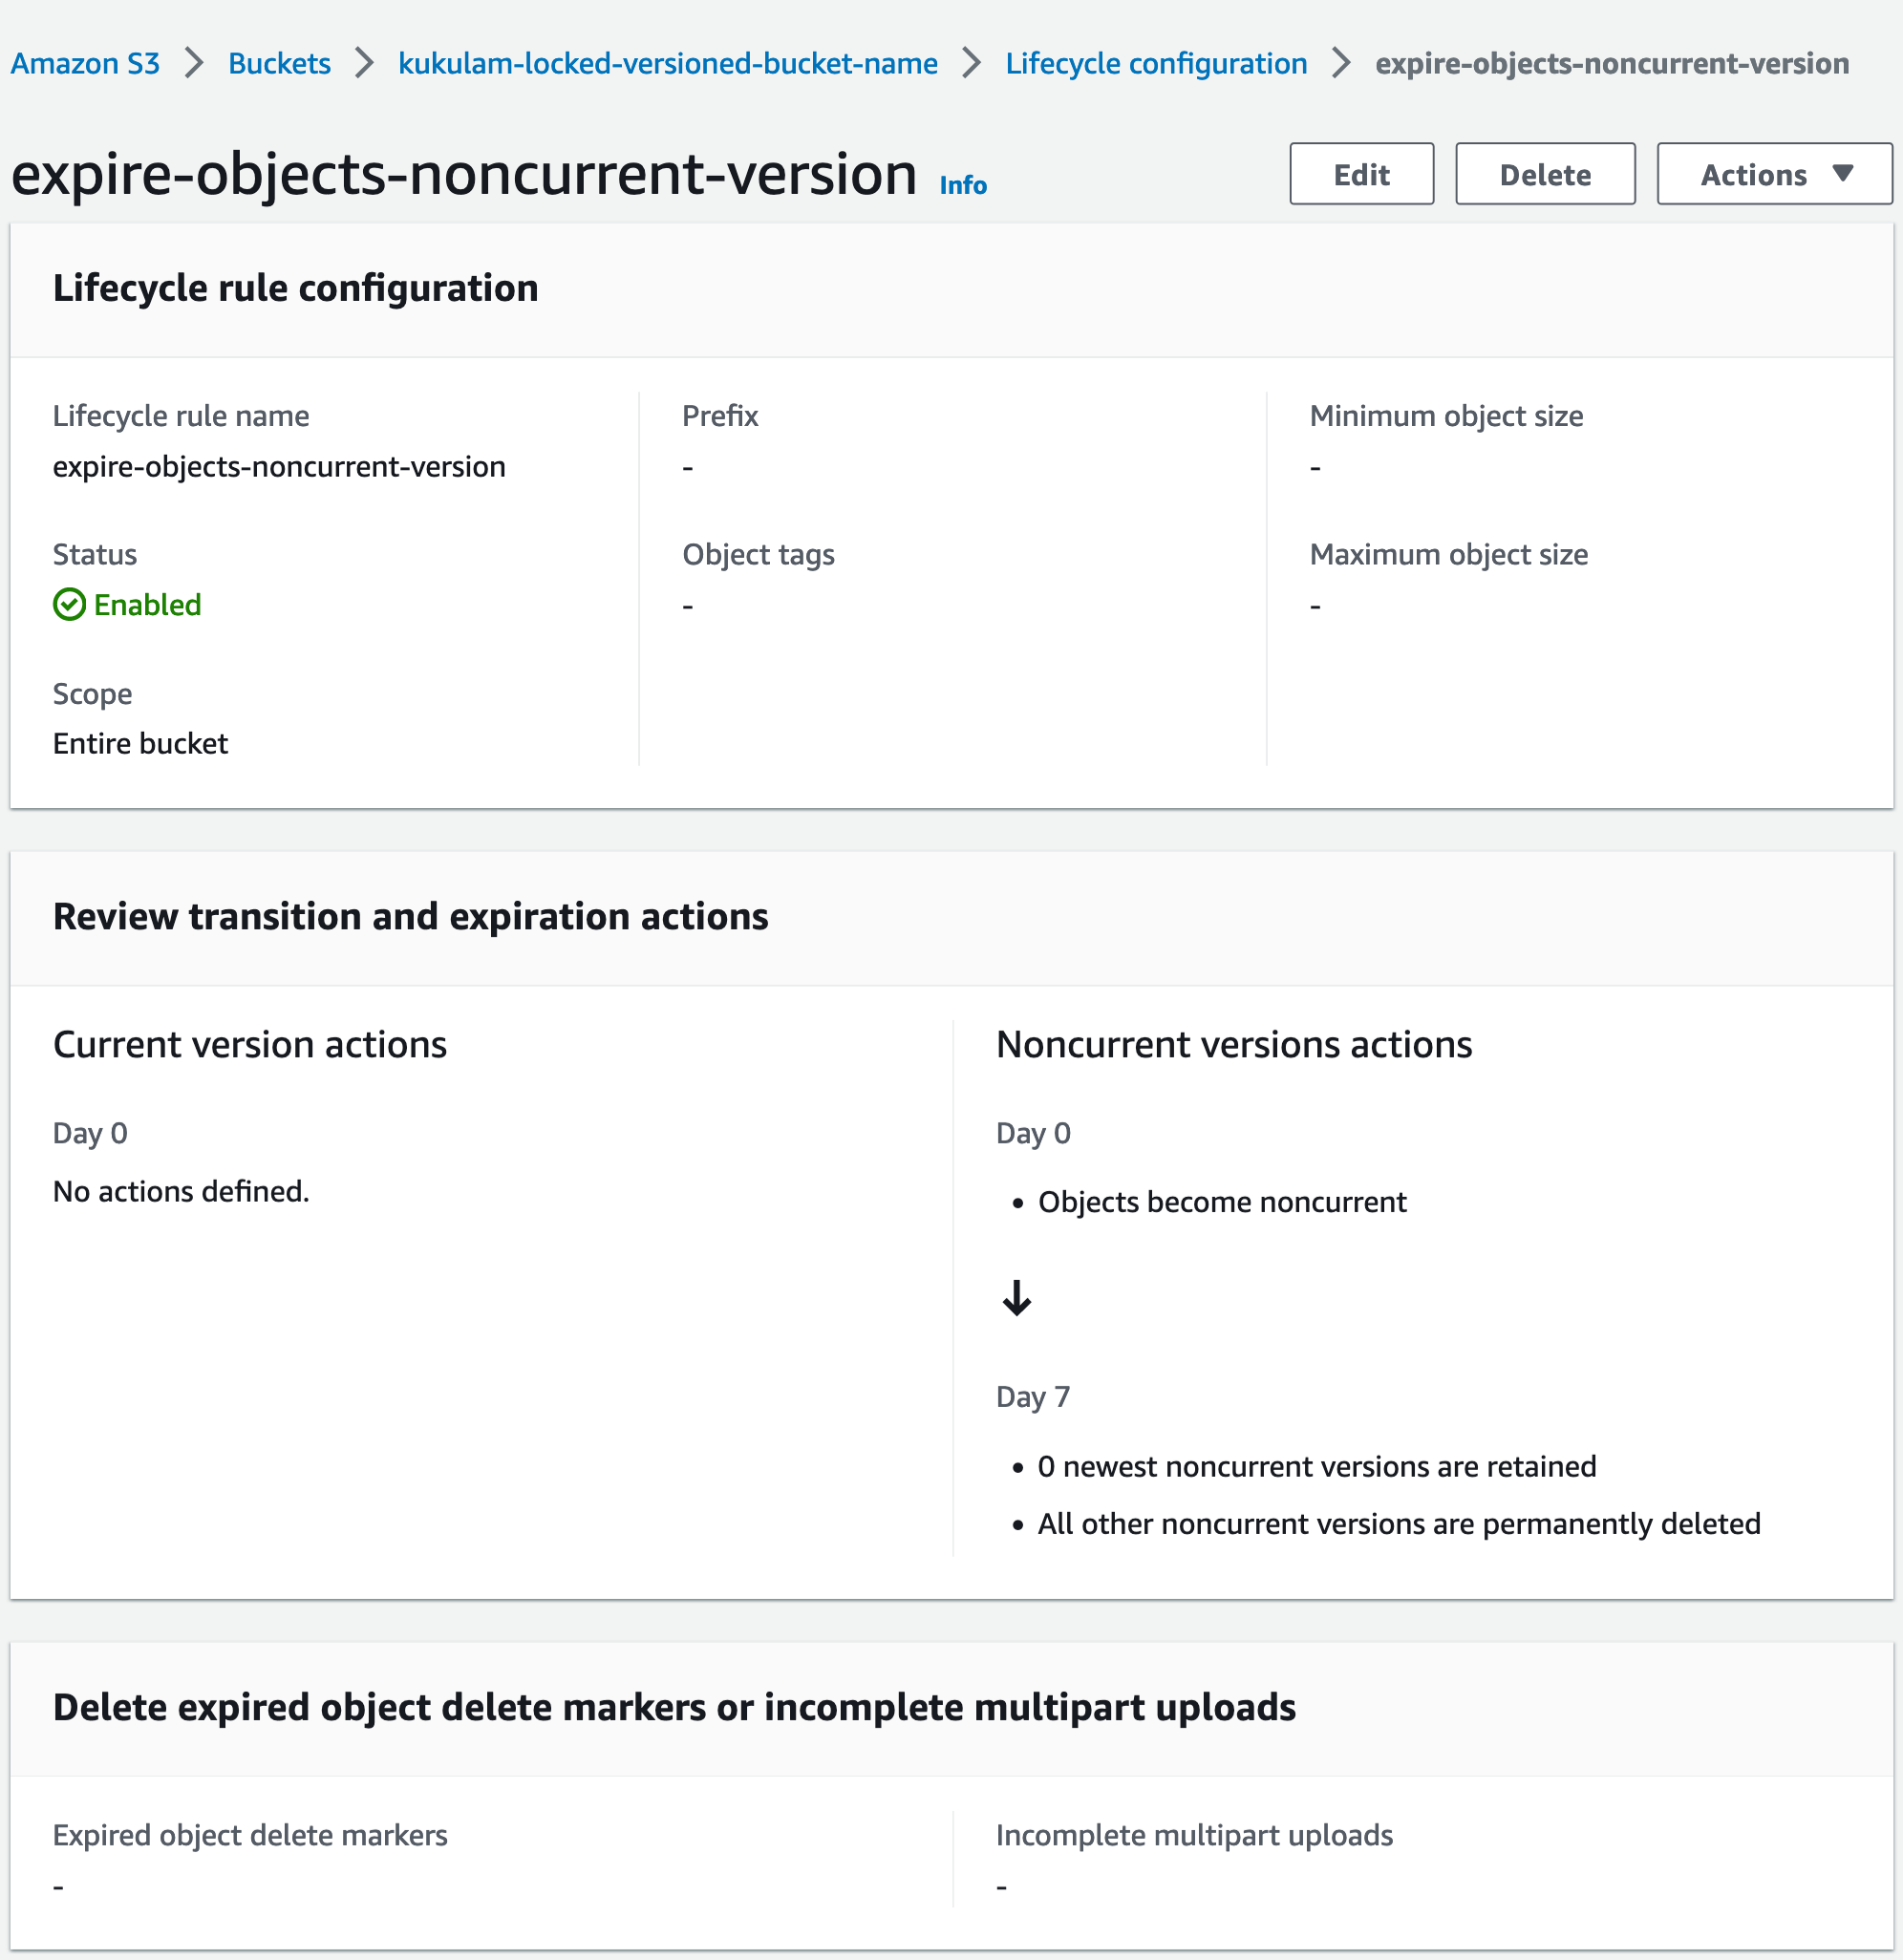 Amazon S3 > Buckets > kukulam-locked-versioned-bucket-name > Lifecycle configuration > expire-objects-noncurrent-version
expire-objects-noncurrent-version Info Edit Delete Actions ▼
Lifecycle rule configuration
Lifecycle rule name
expire-objects-noncurrent-version
Status
Enabled
Scope
Entire bucket
Prefix
-
Object tags
-
Minimum object size
-
Maximum object size
-
Review transition and expiration actions
Current version actions
Day 0
No actions defined.
Noncurrent versions actions
Day 0
• Objects become noncurrent
↓
Day 7
• 0 newest noncurrent versions are retained
• All other noncurrent versions are permanently deleted
Delete expired object delete markers or incomplete multipart uploads
Expired object delete markers
-
Incomplete multipart uploads
-